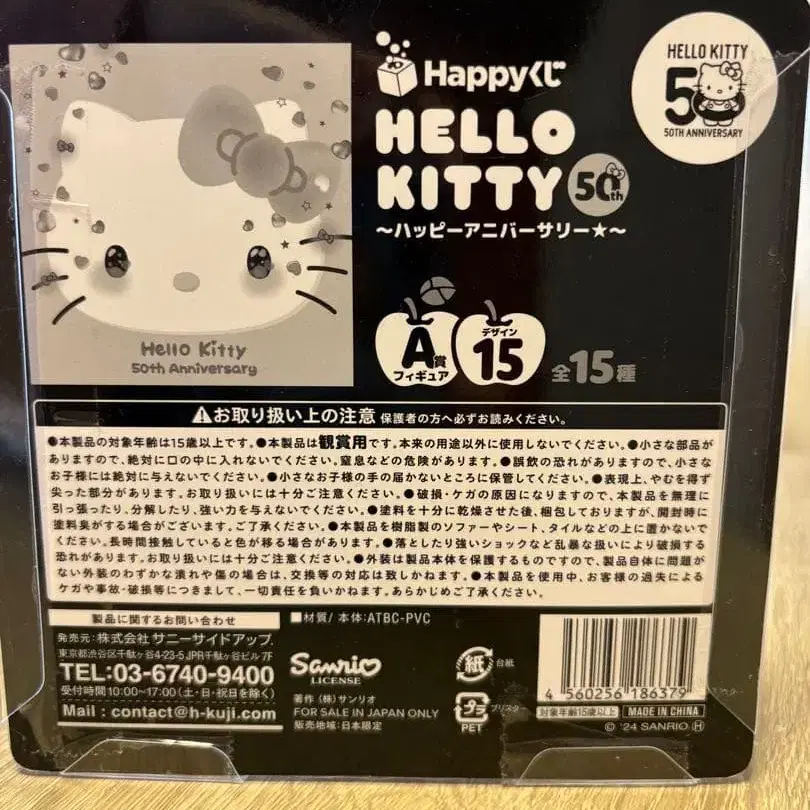 Happyくじ
HELLO
KITTY 50th
～ハッピーアニバーサリー★～
HELLO KITTY
50
50TH ANNIVERSARY
Hello Kitty
50th Anniversary
A賞
フィギュア
デザイン
15
全15種
⚠お取り扱い上の注意 保護者の方へ必ずお読みください。
●本製品の対象年齢は15歳以上です。●本製品は観賞用です。本来の用途以外に使用しないでください。●小さな部品が
ありますので、絶対に口の中に入れないでください。窒息などの危険があります。●誤飲の恐れがありますので、小さな
お子様には絶対に与えないでください。●小さなお子様の手の届かないところに保管してください。●表現上、やむを得ず
尖った部分があります。お取り扱いには十分ご注意ください。●破損・ケガの原因になりますので、本製品を無理に
引っ張ったり、分解したり、強い力を与えないでください。●塗料を十分に乾燥させた後、梱包しておりますが、開封時に
塗料臭がする場合がございます。ご了承ください。●本製品を樹脂製のソファーやシート、タイルなどの上に置かないで
ください。長時間接触していると色が移る場合があります。●落としたり強いショックなど乱暴な扱いにより破損する
恐れがあります。お取り扱いには十分ご注意ください。●外装は製品本体を保護するものですので、製品自体に問題が
ない外装のわずかな潰れや傷の場合は、交換等の対応は致しかねます。●本製品を使用中、お客様の過失による
ケガや事故・破損等につきまして、一切責任を負いかねます。あらかじめご了承ください。
製品に関するお問い合わせ
発売元:株式会社 サニーサイドアップ
東京都渋谷区千駄ヶ谷4-23-5 JPR千駄ヶ谷ビル 7F
TEL:03-6740-9400
受付時間10:00~17:00(土・日・祝日を除く)
Mail : contact@h-kuji.com
■材質/ 本体:ATBC-PVC
Sanrio
LICENSE
著作 (株)サンリオ
FOR SALE IN JAPAN ONLY
販売地域:日本限定
紙 台紙
プラ ブリスター
PET
4 560256 186379
対象年齢15歳以上
MADE IN CHINA
© '24 SANRIO Ⓗ